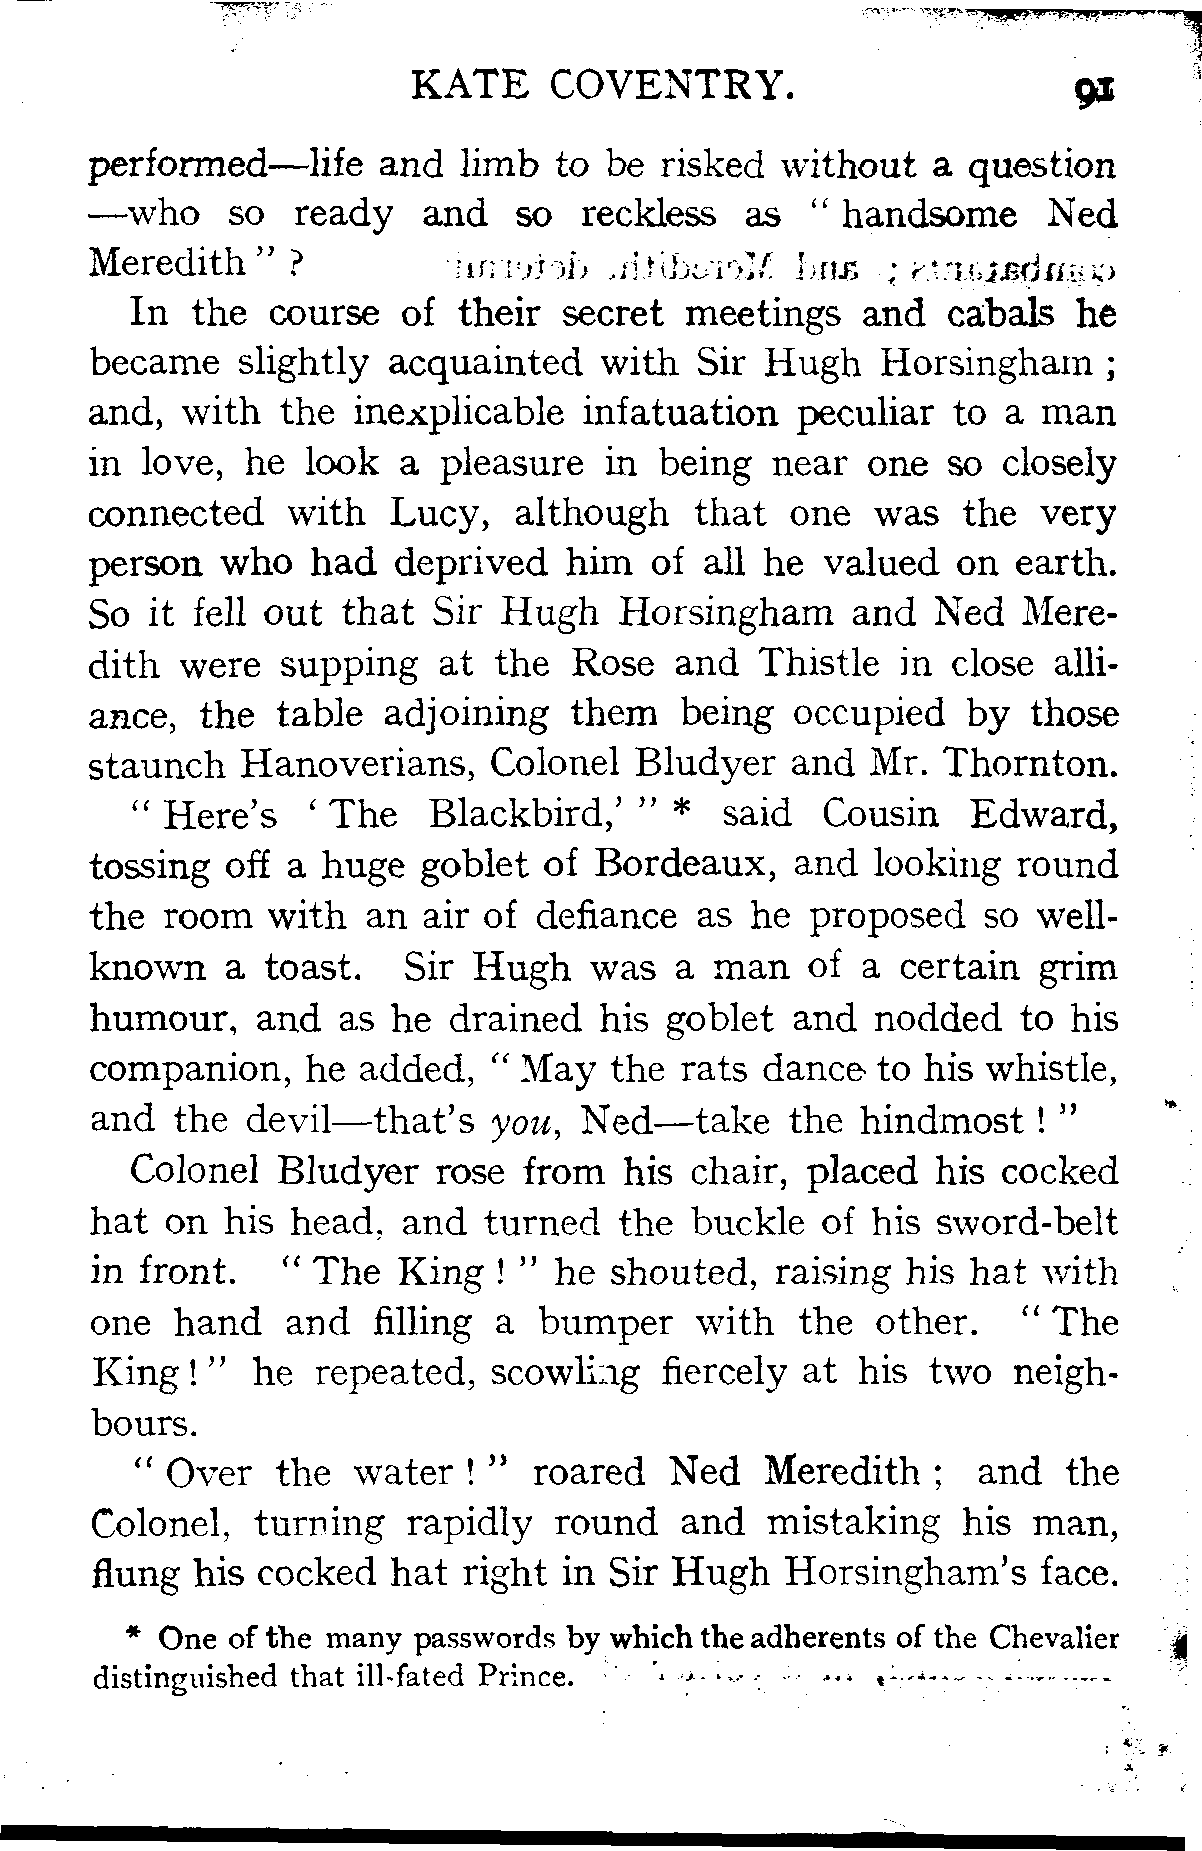 KATE COVENTRY. 91
performed—life and limb to be risked without a question
—who so ready and so reckless as “ handsome Ned
Meredith ” ?
In the course of their secret meetings and cabals he
became slightly acquainted with Sir Hugh Horsingham ;
and, with the inexplicable infatuation peculiar to a man
in love, he look a pleasure in being near one so closely
connected with Lucy, although that one was the very
person who had deprived him of all he valued on earth.
So it fell out that Sir Hugh Horsingham and Ned Mere-
dith were supping at the Rose and Thistle in close alli-
ance, the table adjoining them being occupied by those
staunch Hanoverians, Colonel Bludyer and Mr. Thornton.
“ Here’s ‘ The Blackbird,’ ” * said Cousin Edward,
tossing off a huge goblet of Bordeaux, and looking round
the room with an air of defiance as he proposed so well-
known a toast. Sir Hugh was a man of a certain grim
humour, and as he drained his goblet and nodded to his
companion, he added, “ May the rats dance to his whistle,
and the devil—that’s you, Ned—take the hindmost ! ”
Colonel Bludyer rose from his chair, placed his cocked
hat on his head, and turned the buckle of his sword-belt
in front. “ The King ! ” he shouted, raising his hat with
one hand and filling a bumper with the other. “ The
King ! ” he repeated, scowling fiercely at his two neigh-
bours.
“ Over the water ! ” roared Ned Meredith ; and the
Colonel, turning rapidly round and mistaking his man,
flung his cocked hat right in Sir Hugh Horsingham’s face.
* One of the many passwords by which the adherents of the Chevalier
distinguished that ill-fated Prince.